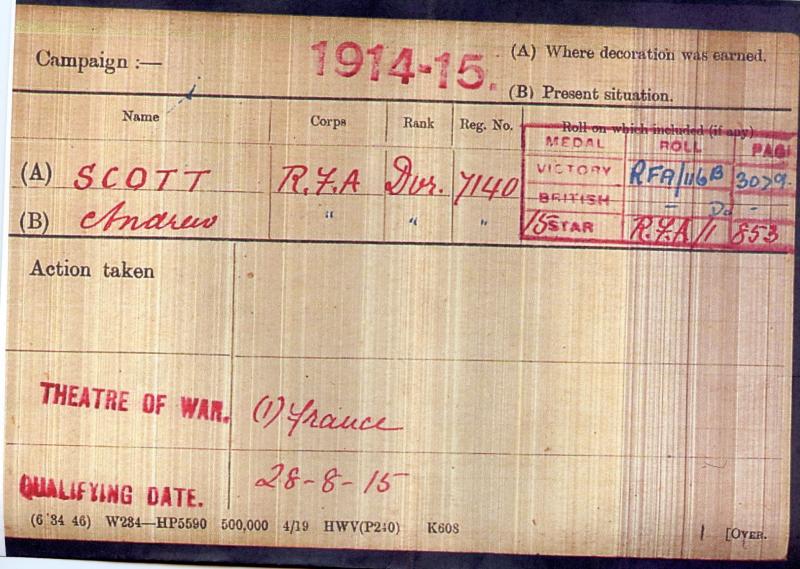 Campaign :— 1914-15. (A) Where decoration was earned.
(B) Present situation.
Name Corps Rank Reg. No. Roll on which included (if any)
MEDAL ROLL PAGE
(A) SCOTT R.F.A Dvr. 7140 VICTORY RFA/116B 3079.
(B) Andrew " " " BRITISH — Do —
15 STAR R.F.A/1 853
Action taken
THEATRE OF WAR. (1) France
QUALIFYING DATE. 28-8-15
(6 34 46) W284—HP5590 500,000 4/19 HWV(P240) K608 [OVER.